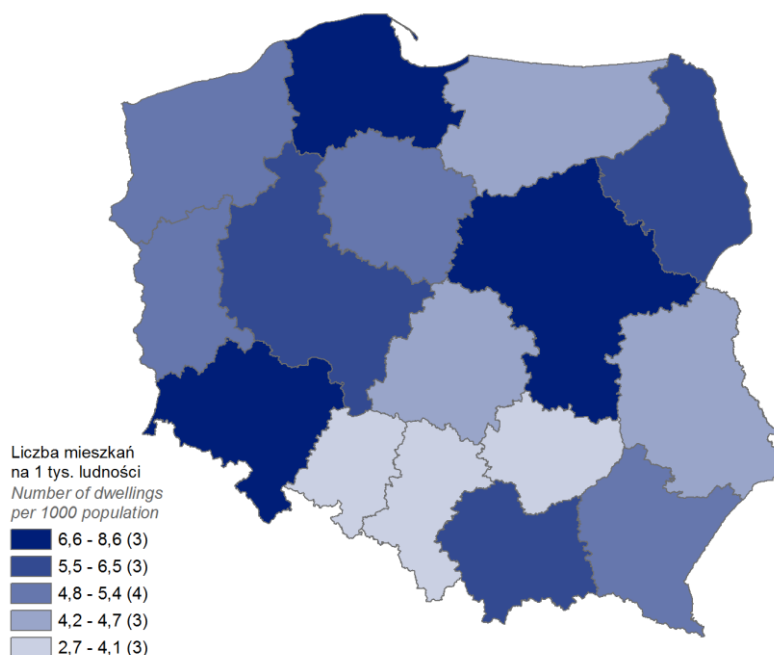 Liczba mieszkań
na 1 tys. ludności
Number of dwellings
per 1000 population
6,6 - 8,6 (3)
5,5 - 6,5 (3)
4,8 - 5,4 (4)
4,2 - 4,7 (3)
2,7 - 4,1 (3)